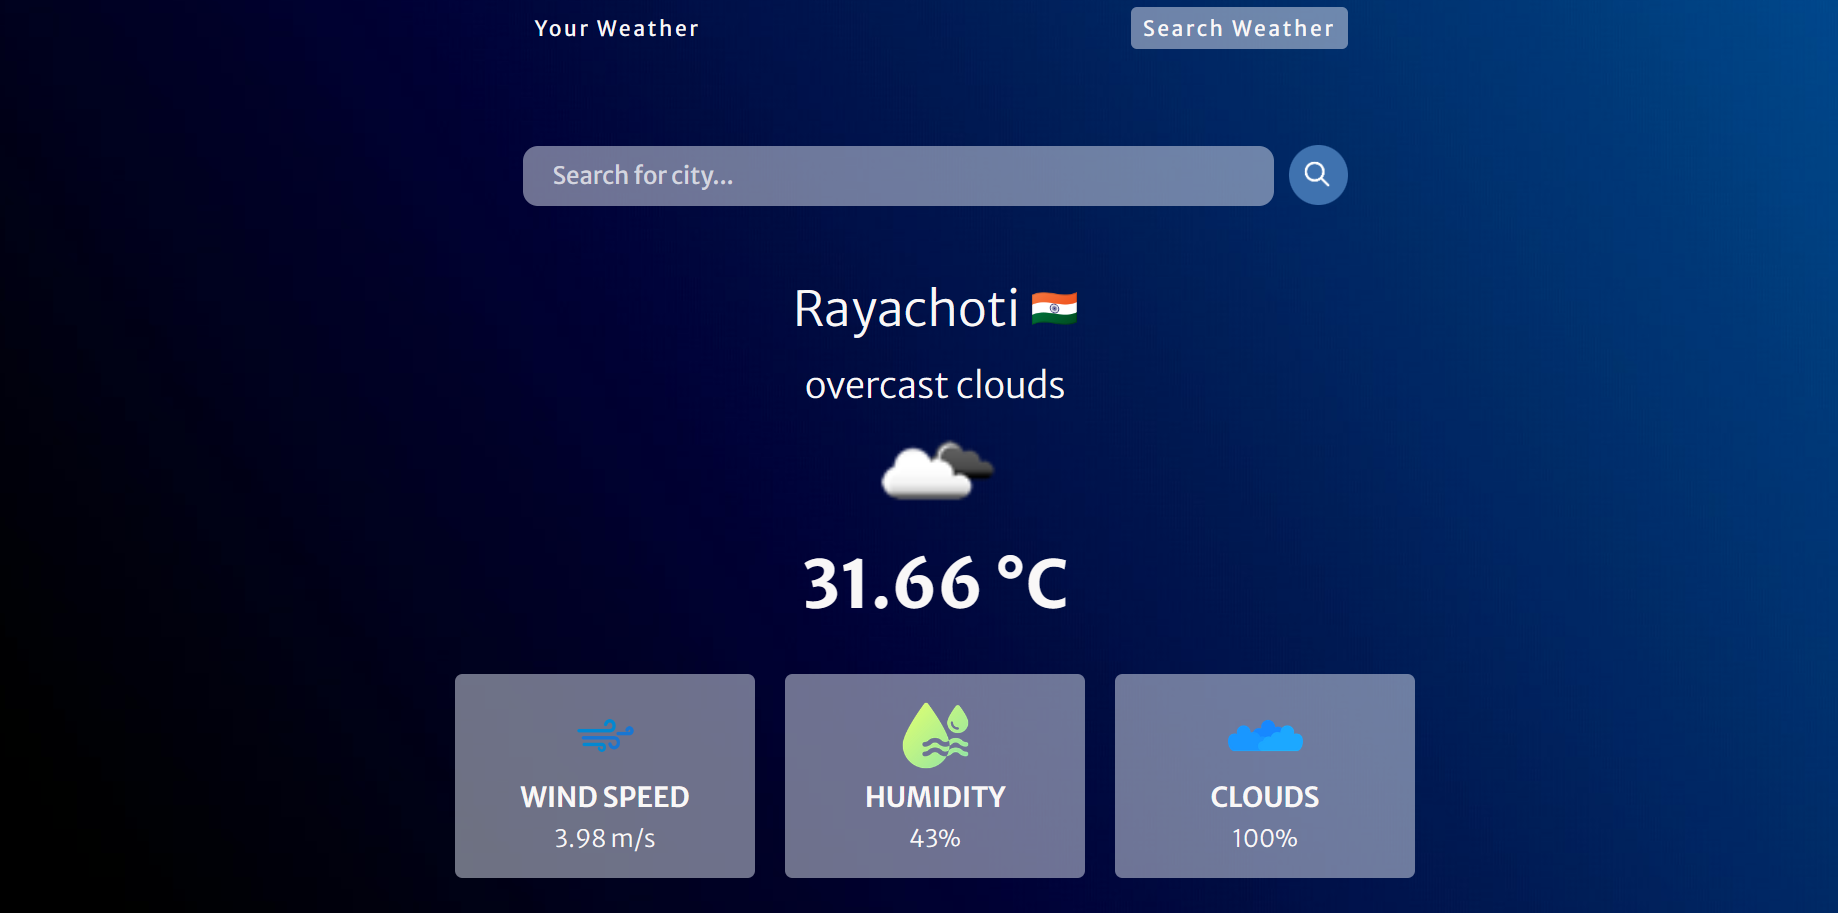 Your Weather
Search Weather
Search for city...
Rayachoti
overcast clouds
31.66 °C
WIND SPEED
3.98 m/s
HUMIDITY
43%
CLOUDS
100%